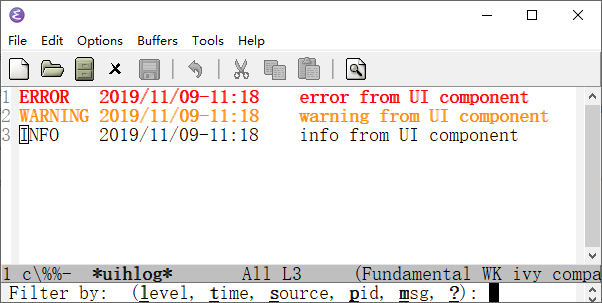 File Edit Options Buffers Tools Help
1 ERROR 2019/11/09-11:18 error from UI component
2 WARNING 2019/11/09-11:18 warning from UI component
3 INFO 2019/11/09-11:18 info from UI component
1 c\%%- *uihlog* All L3 (Fundamental WK ivy compa
Filter by: (level, time, source, pid, msg, ?):